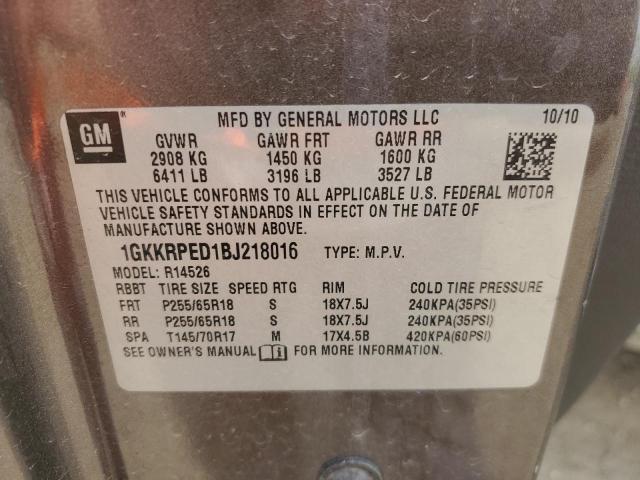 GM® MFD BY GENERAL MOTORS LLC 10/10
GVWR GAWR FRT GAWR RR
2908 KG 1450 KG 1600 KG
6411 LB 3196 LB 3527 LB
THIS VEHICLE CONFORMS TO ALL APPLICABLE U.S. FEDERAL MOTOR
VEHICLE SAFETY STANDARDS IN EFFECT ON THE DATE OF
MANUFACTURE SHOWN ABOVE.
1GKKRPED1BJ218016 TYPE: M.P.V.
MODEL: R14526
RBBT TIRE SIZE SPEED RTG RIM COLD TIRE PRESSURE
FRT P255/65R18 S 18X7.5J 240KPA(35PSI)
RR P255/65R18 S 18X7.5J 240KPA(35PSI)
SPA T145/70R17 M 17X4.5B 420KPA(60PSI)
SEE OWNER'S MANUAL FOR MORE INFORMATION.